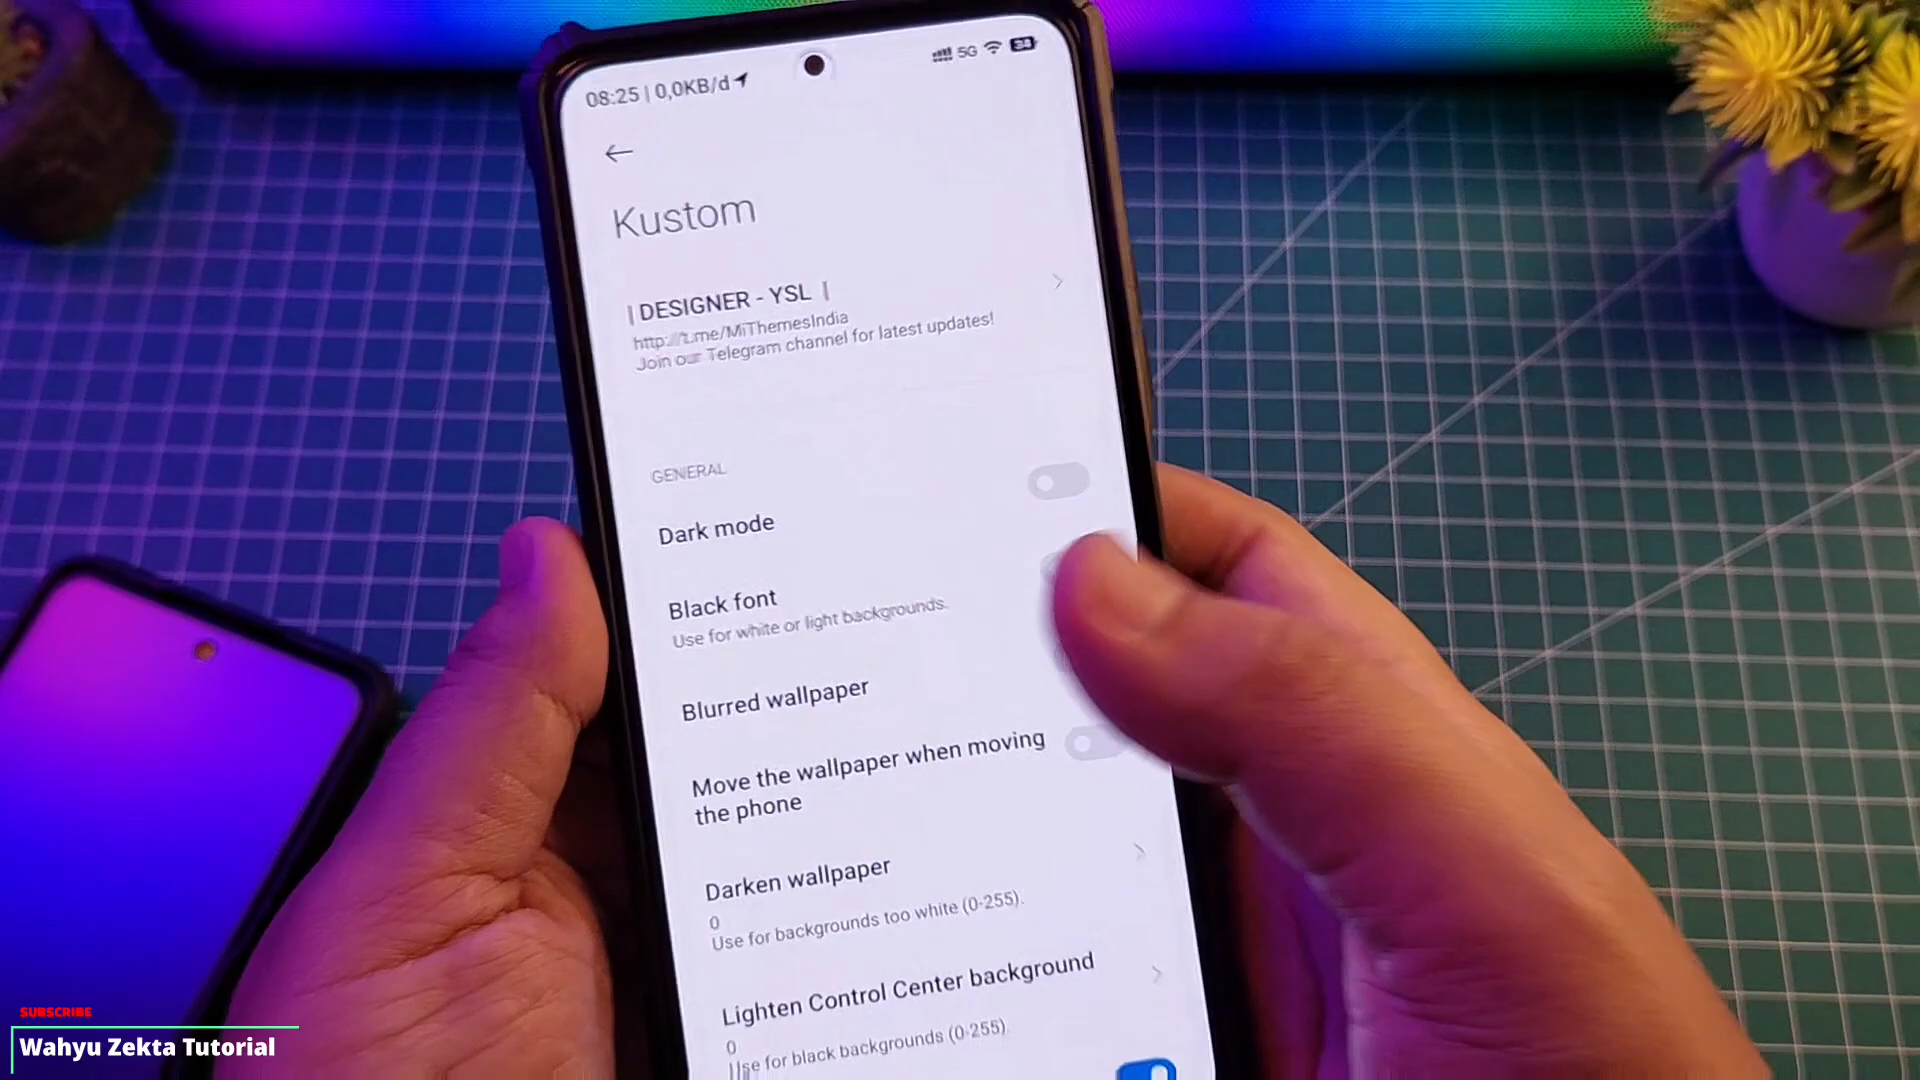 08:25 | 0,0KB/d
5G
34
Kustom
| DESIGNER - YSL |
http://t.me/MiThemesIndia
Join our Telegram channel for latest updates!
GENERAL
Dark mode
Black font
Use for white or light backgrounds.
Blurred wallpaper
Move the wallpaper when moving
the phone
Darken wallpaper
0
Use for backgrounds too white (0-255).
Lighten Control Center background
0
Use for black backgrounds (0-255).
SUBSCRIBE
Wahyu Zekta Tutorial